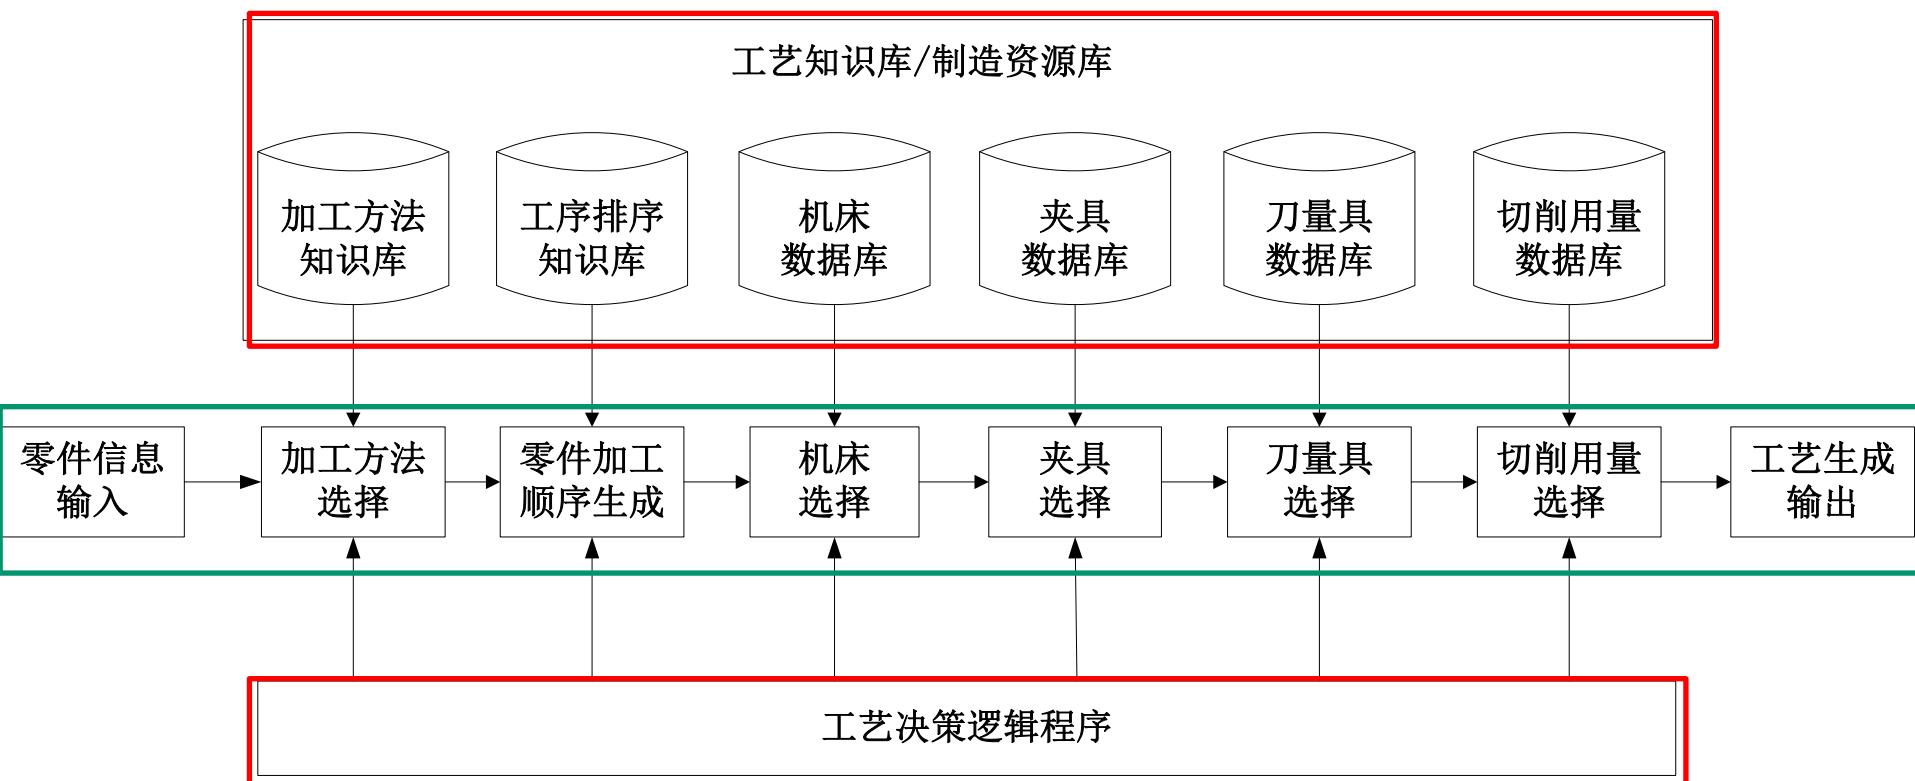 工艺知识库/制造资源库
加工方法
知识库
工序排序
知识库
机床
数据库
夹具
数据库
刀量具
数据库
切削用量
数据库
零件信息
输入
加工方法
选择
零件加工
顺序生成
机床
选择
夹具
选择
刀量具
选择
切削用量
选择
工艺生成
输出
工艺决策逻辑程序